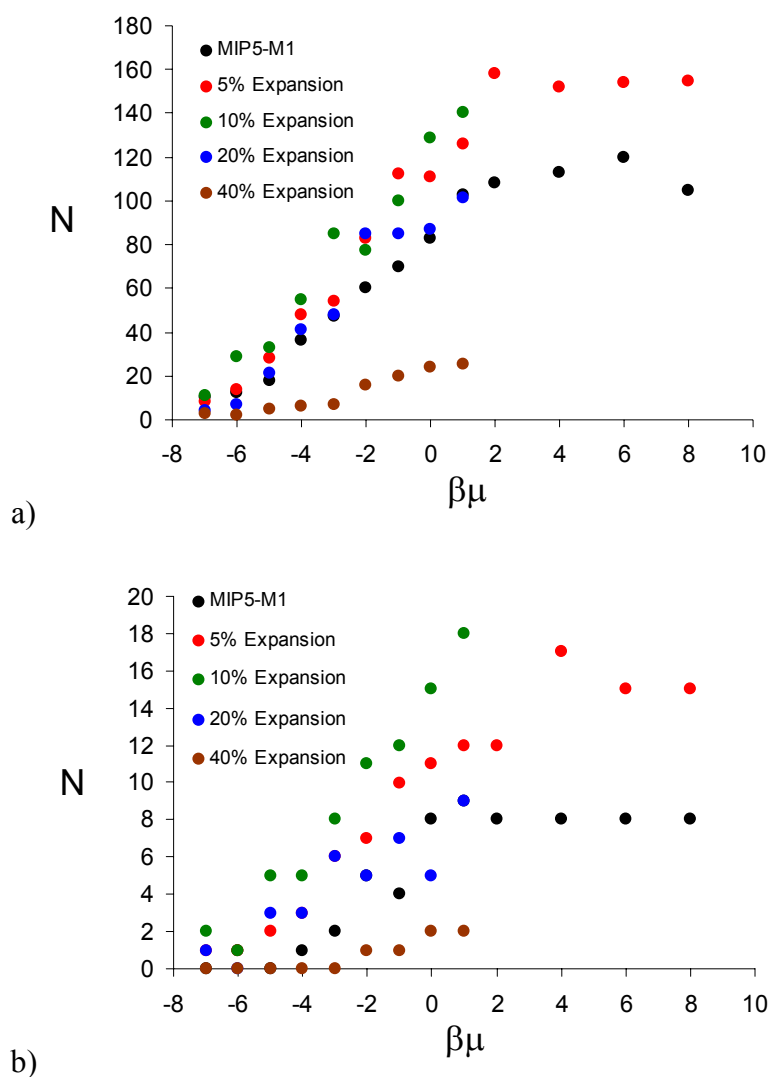 180
160
140
120
100
80
60
40
20
0
N
MIP5-M1
5% Expansion
10% Expansion
20% Expansion
40% Expansion
-8 -6 -4 -2 0 2 4 6 8 10
βμ
a)
20
18
16
14
12
10
8
6
4
2
0
N
MIP5-M1
5% Expansion
10% Expansion
20% Expansion
40% Expansion
-8 -6 -4 -2 0 2 4 6 8 10
βμ
b)